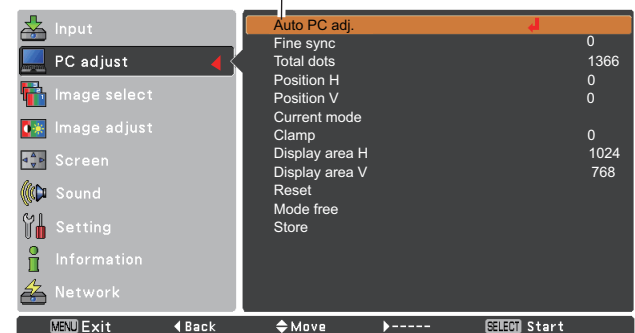 Input
PC adjust
Image select
Image adjust
Screen
Sound
Setting
Information
Network
Auto PC adj.
Fine sync 0
Total dots 1366
Position H 0
Position V 0
Current mode
Clamp 0
Display area H 1024
Display area V 768
Reset
Mode free
Store
MENU Exit Back Move ----- SELECT Start